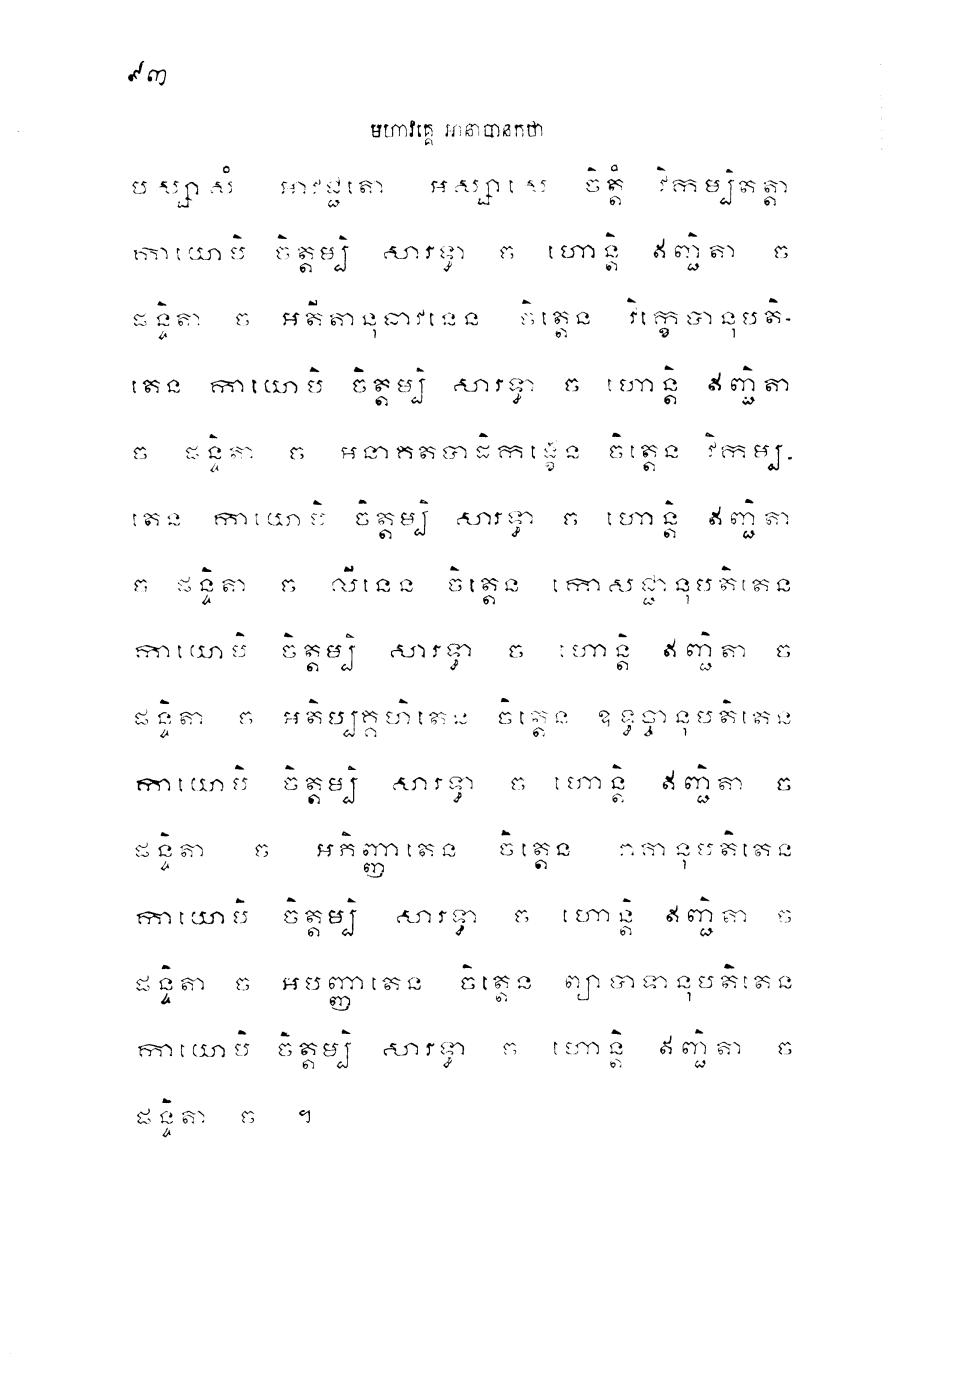 ៩៣
មហាវគ្គេ អានាបានកថា
បស្សាសំ អាវជ្ជតោ អស្សាសេ ចិត្តំ វិកម្បិតត្តា
កាយោបិ ចិត្តម្បិ សារទ្ធា ច ហោន្តិ ឥញ្ជិតា ច
ផន្ទិតា ច អតីតានុធាវនេន ចិត្តេន វិក្ខេបានុបតិ-
តេន កាយោបិ ចិត្តម្បិ សារទ្ធា ច ហោន្តិ ឥញ្ជិតា
ច ផន្ទិតា ច អនាគតបាដិកង្ខេន ចិត្តេន វិកម្ប-
តេន កាយោបិ ចិត្តម្បិ សារទ្ធា ច ហោន្តិ ឥញ្ជិតា
ច ផន្ទិតា ច លីនេន ចិត្តេន កោសជ្ជានុបតិតេន
កាយោបិ ចិត្តម្បិ សារទ្ធា ច ហោន្តិ ឥញ្ជិតា ច
ផន្ទិតា ច អតិប្បគ្គហិតេន ចិត្តេន ឧទ្ធច្ចានុបតិតេន
កាយោបិ ចិត្តម្បិ សារទ្ធា ច ហោន្តិ ឥញ្ជិតា ច
ផន្ទិតា ច អភិញ្ញាតេន ចិត្តេន រាគានុបតិតេន
កាយោបិ ចិត្តម្បិ សារទ្ធា ច ហោន្តិ ឥញ្ជិតា ច
ផន្ទិតា ច អបញ្ញាតេន ចិត្តេន ព្យាបាទានុបតិតេន
កាយោបិ ចិត្តម្បិ សារទ្ធា ច ហោន្តិ ឥញ្ជិតា ច
ផន្ទិតា ច ។